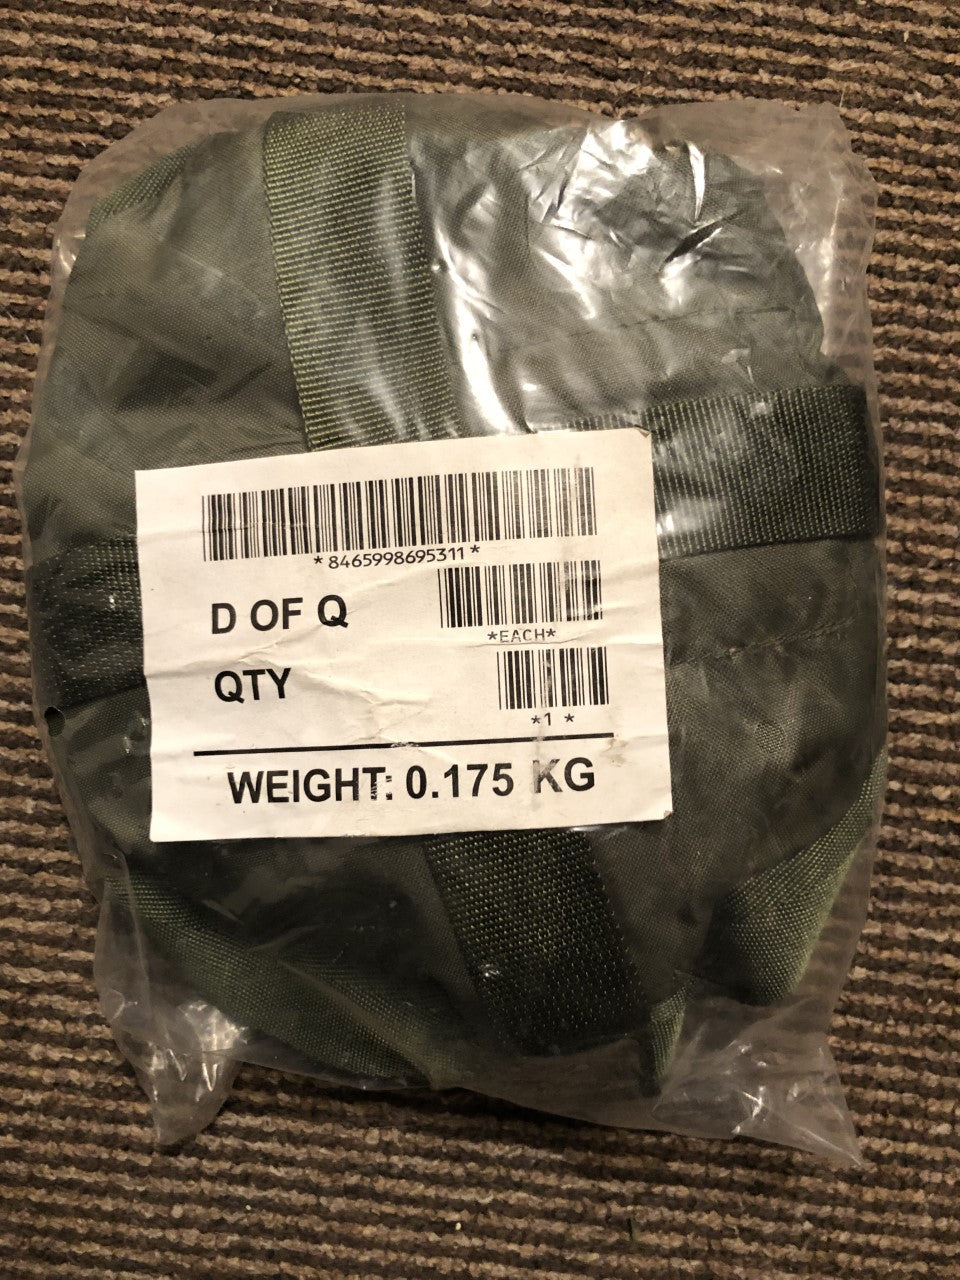 *8465998695311*
D OF Q
*EACH*
QTY
*1 *
WEIGHT: 0.175 KG